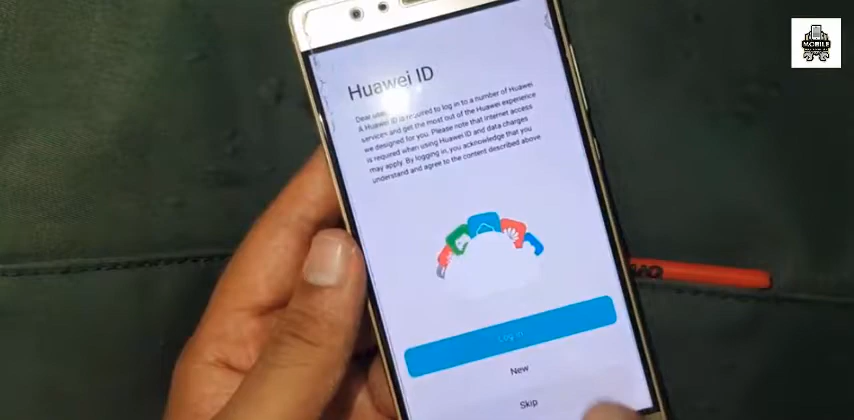 MOBILE
Huawei ID
Dear user,
A Huawei ID is required to log in to a number of Huawei
services and get the most out of the Huawei experience
we designed for you. Please note that internet access
is required when using Huawei ID and data charges
may apply. By logging in, you acknowledge that you
understand and agree to the content described above
Log in
New
Skip